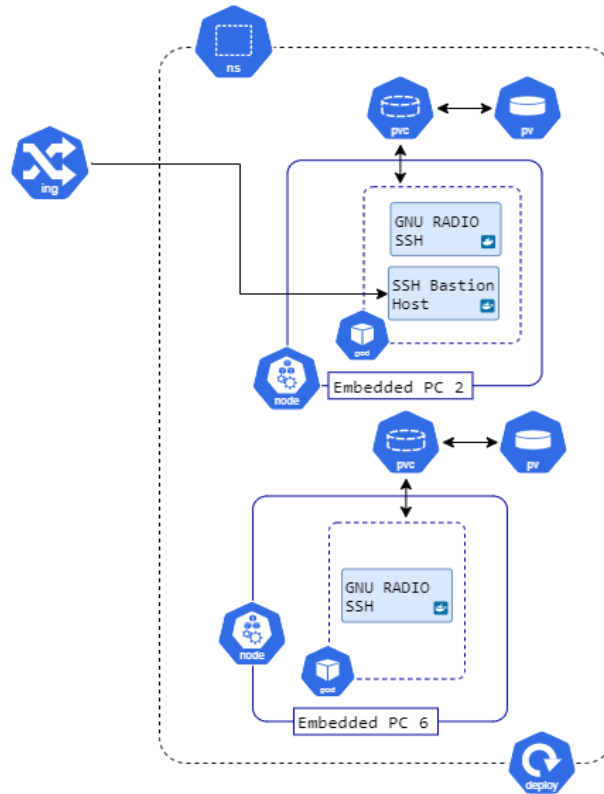 ns
pvc
pv
ing
GNU RADIO
SSH
SSH Bastion
Host
pod
node
Embedded PC 2
pvc
pv
GNU RADIO
SSH
node
pod
Embedded PC 6
deploy